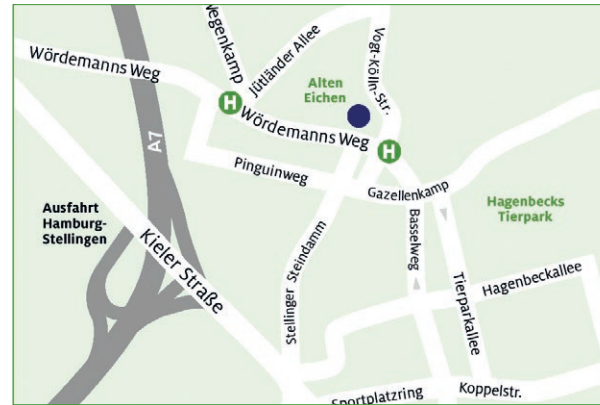 Wördemanns Weg
Wegenkamp
Jütländer Allee
Vogt-Kölln-Str.
Alten
Eichen
H
Wördemanns Weg
H
A7
Pinguinweg
Gazellenkamp
Hagenbecks
Tierpark
Ausfahrt
Hamburg-
Stellingen
Kieler Straße
Stellinger Steindamm
Basselweg
Tierparkallee
Hagenbeckallee
Sportplatzring
Koppelstr.